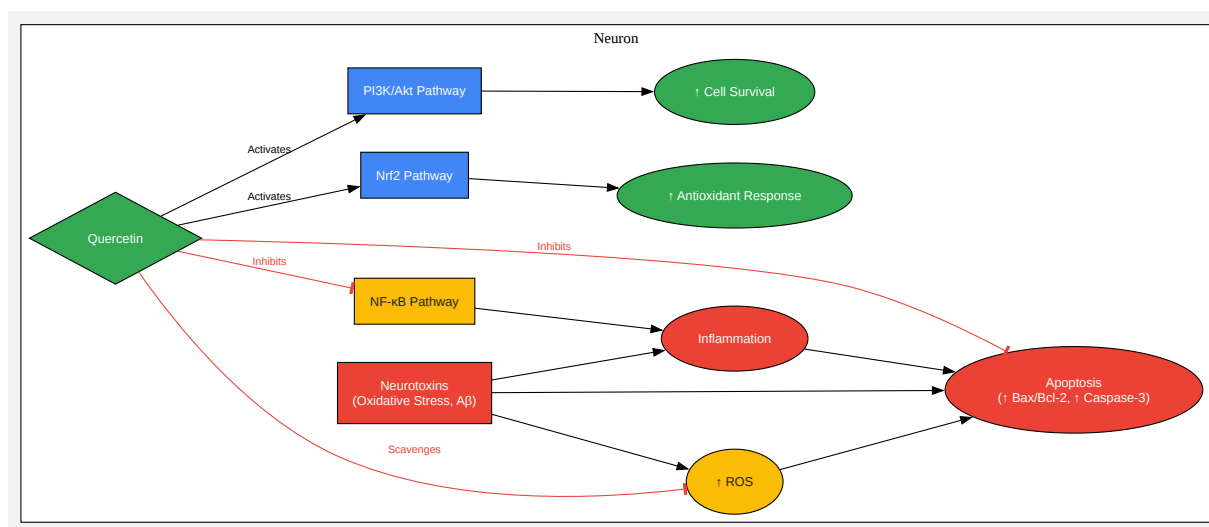 Neuron
PI3K/Akt Pathway
↑ Cell Survival
Activates
Nrf2 Pathway
↑ Antioxidant Response
Activates
Quercetin
Inhibits
Inhibits
NF-κB Pathway
Inflammation
Neurotoxins
(Oxidative Stress, Aβ)
Apoptosis
(↑ Bax/Bcl-2, ↑ Caspase-3)
Scavenges
↑ ROS